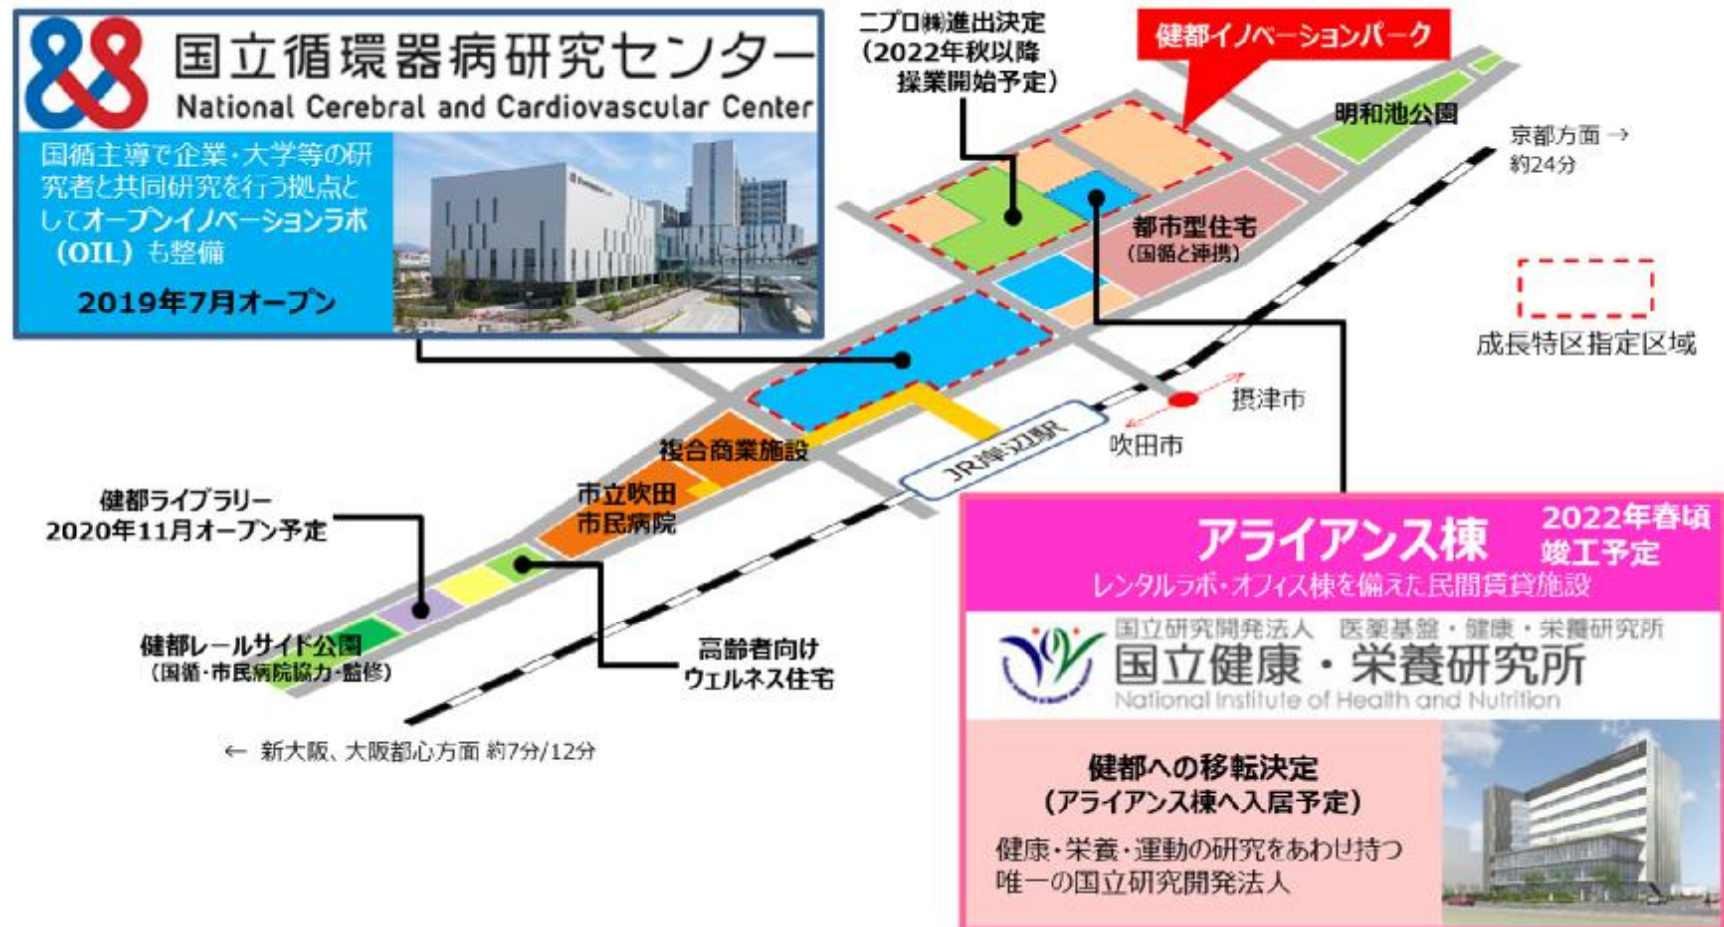 国立循環器病研究センター
National Cerebral and Cardiovascular Center
国循主導で企業・大学等の研
究者と共同研究を行う拠点と
してオープンイノベーションラボ
（OIL）も整備
2019年7月オープン
ニプロ㈱進出決定
（2022年秋以降
操業開始予定）
健都イノベーションパーク
明和池公園
京都方面 →
約24分
都市型住宅
（国循と連携）
成長特区指定区域
摂津市
吹田市
JR岸辺駅
複合商業施設
市立吹田
市民病院
健都ライブラリー
2020年11月オープン予定
健都レールサイド公園
（国循・市民病院協力・監修）
高齢者向け
ウェルネス住宅
← 新大阪、大阪都心方面 約7分/12分
アライアンス棟
2022年春頃
竣工予定
レンタルラボ・オフィス棟を備えた民間賃貸施設
国立研究開発法人　医薬基盤・健康・栄養研究所
国立健康・栄養研究所
National Institute of Health and Nutrition
健都への移転決定
（アライアンス棟へ入居予定）
健康・栄養・運動の研究をあわせ持つ
唯一の国立研究開発法人